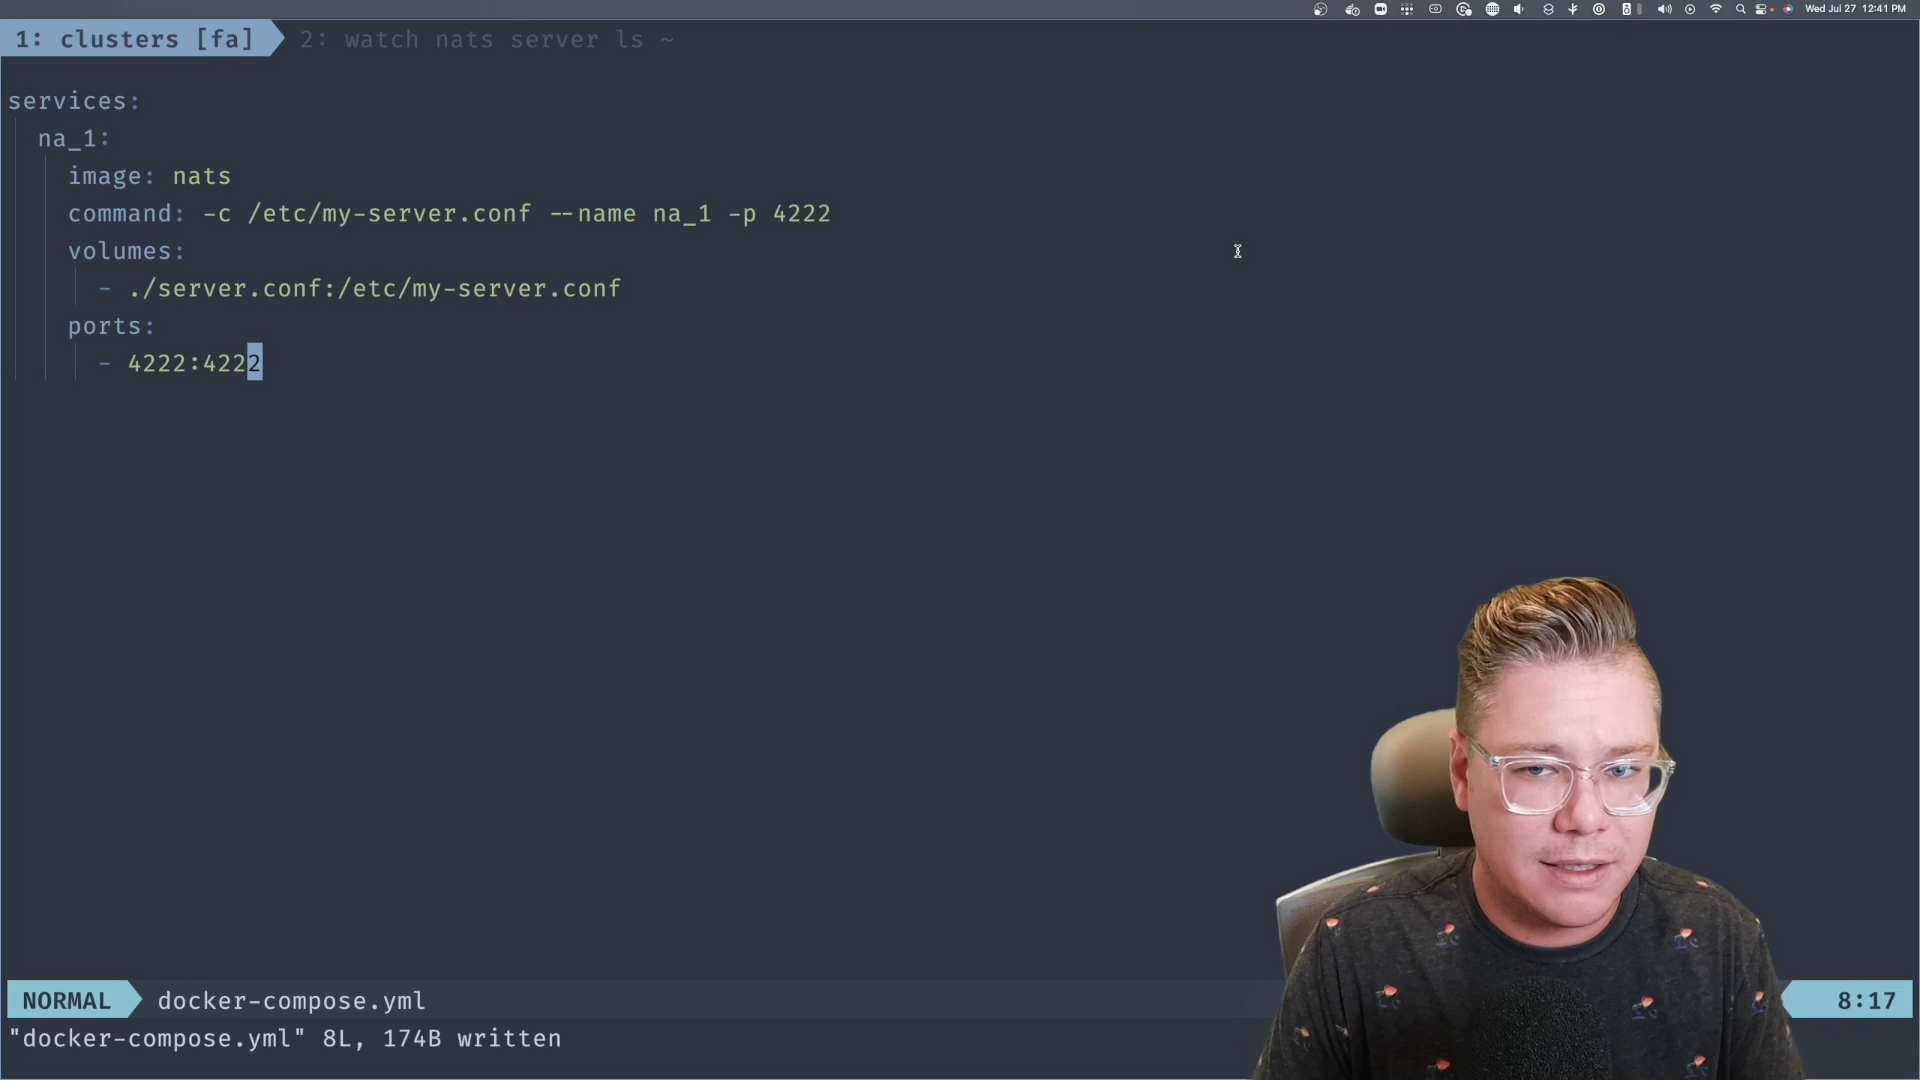 Wed Jul 27 12:41 PM
1: clusters [fa] 2: watch nats server ls ~
services:
na_1:
image: nats
command: -c /etc/my-server.conf --name na_1 -p 4222
volumes:
- ./server.conf:/etc/my-server.conf
ports:
- 4222:4222
NORMAL docker-compose.yml 8:17
"docker-compose.yml" 8L, 174B written